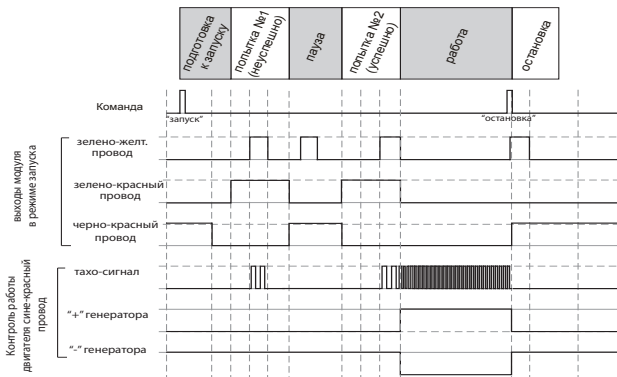 подготовка
к запуску
попытка №1
(неуспешно)
пауза
попытка №2
(успешно)
работа
остановка
Команда
"запуск"
"остановка"
выходы модуля
в режиме запуска
зелено-желт.
провод
зелено-красный
провод
черно-красный
провод
Контроль работы
двигателя сине-красный
провод
тахо-сигнал
"+" генератора
"-" генератора